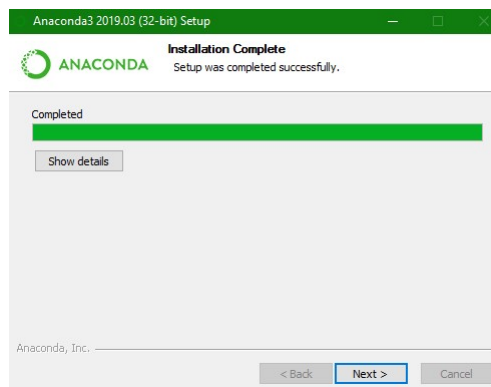 Anaconda3 2019.03 (32-bit) Setup
ANACONDA
Installation Complete
Setup was completed successfully.
Completed
Show details
Anaconda, Inc.
< Back
Next >
Cancel